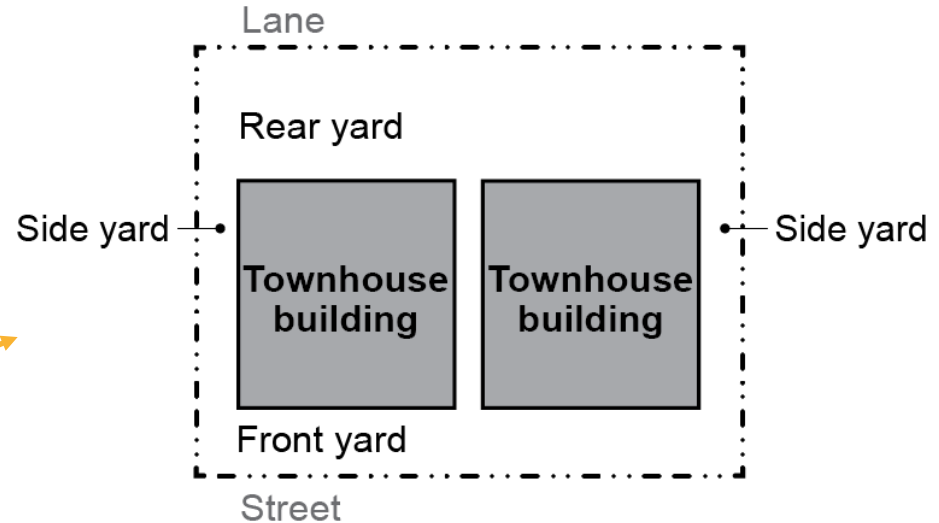 Lane
Rear yard
Side yard
Side yard
Townhouse
building
Townhouse
building
Front yard
Street